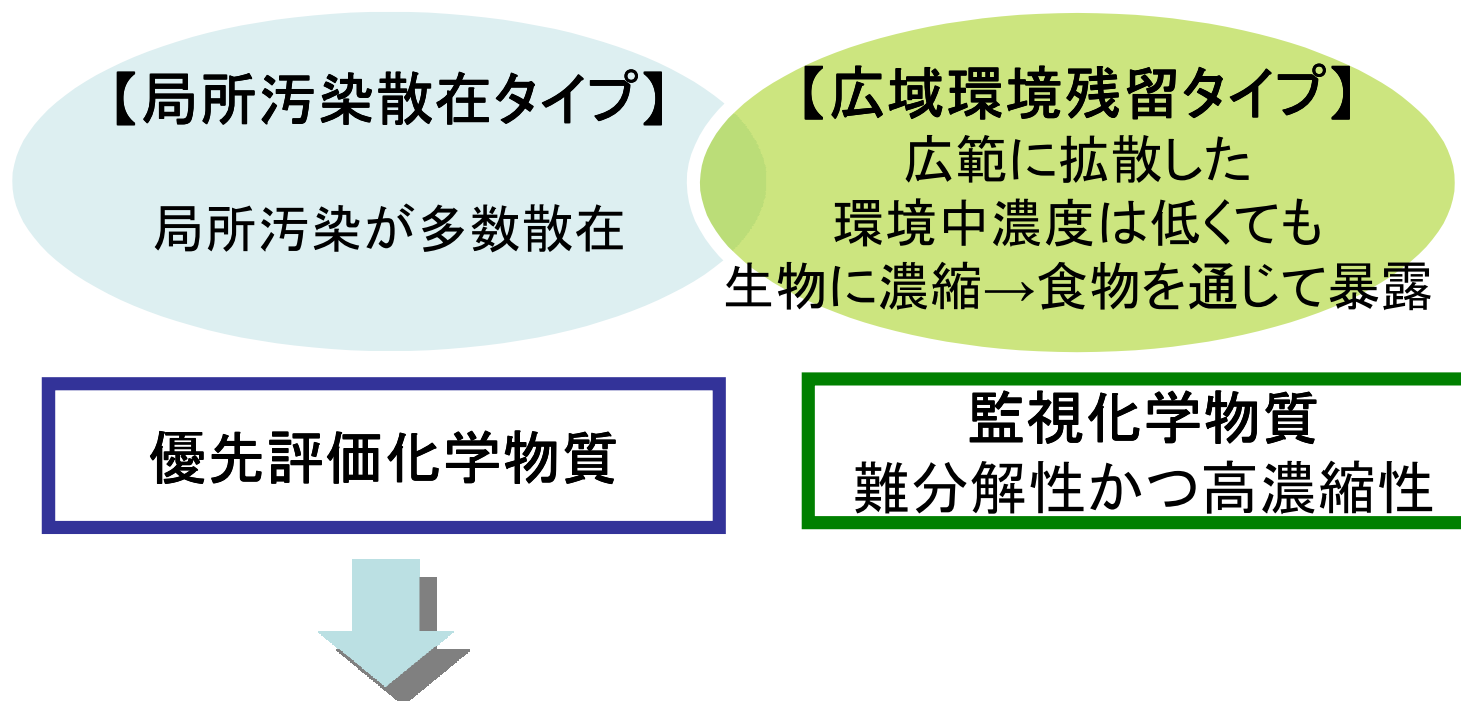 【局所汚染散在タイプ】
局所汚染が多数散在
【広域環境残留タイプ】
広範に拡散した
環境中濃度は低くても
生物に濃縮→食物を通じて暴露
優先評価化学物質
監視化学物質
難分解性かつ高濃縮性